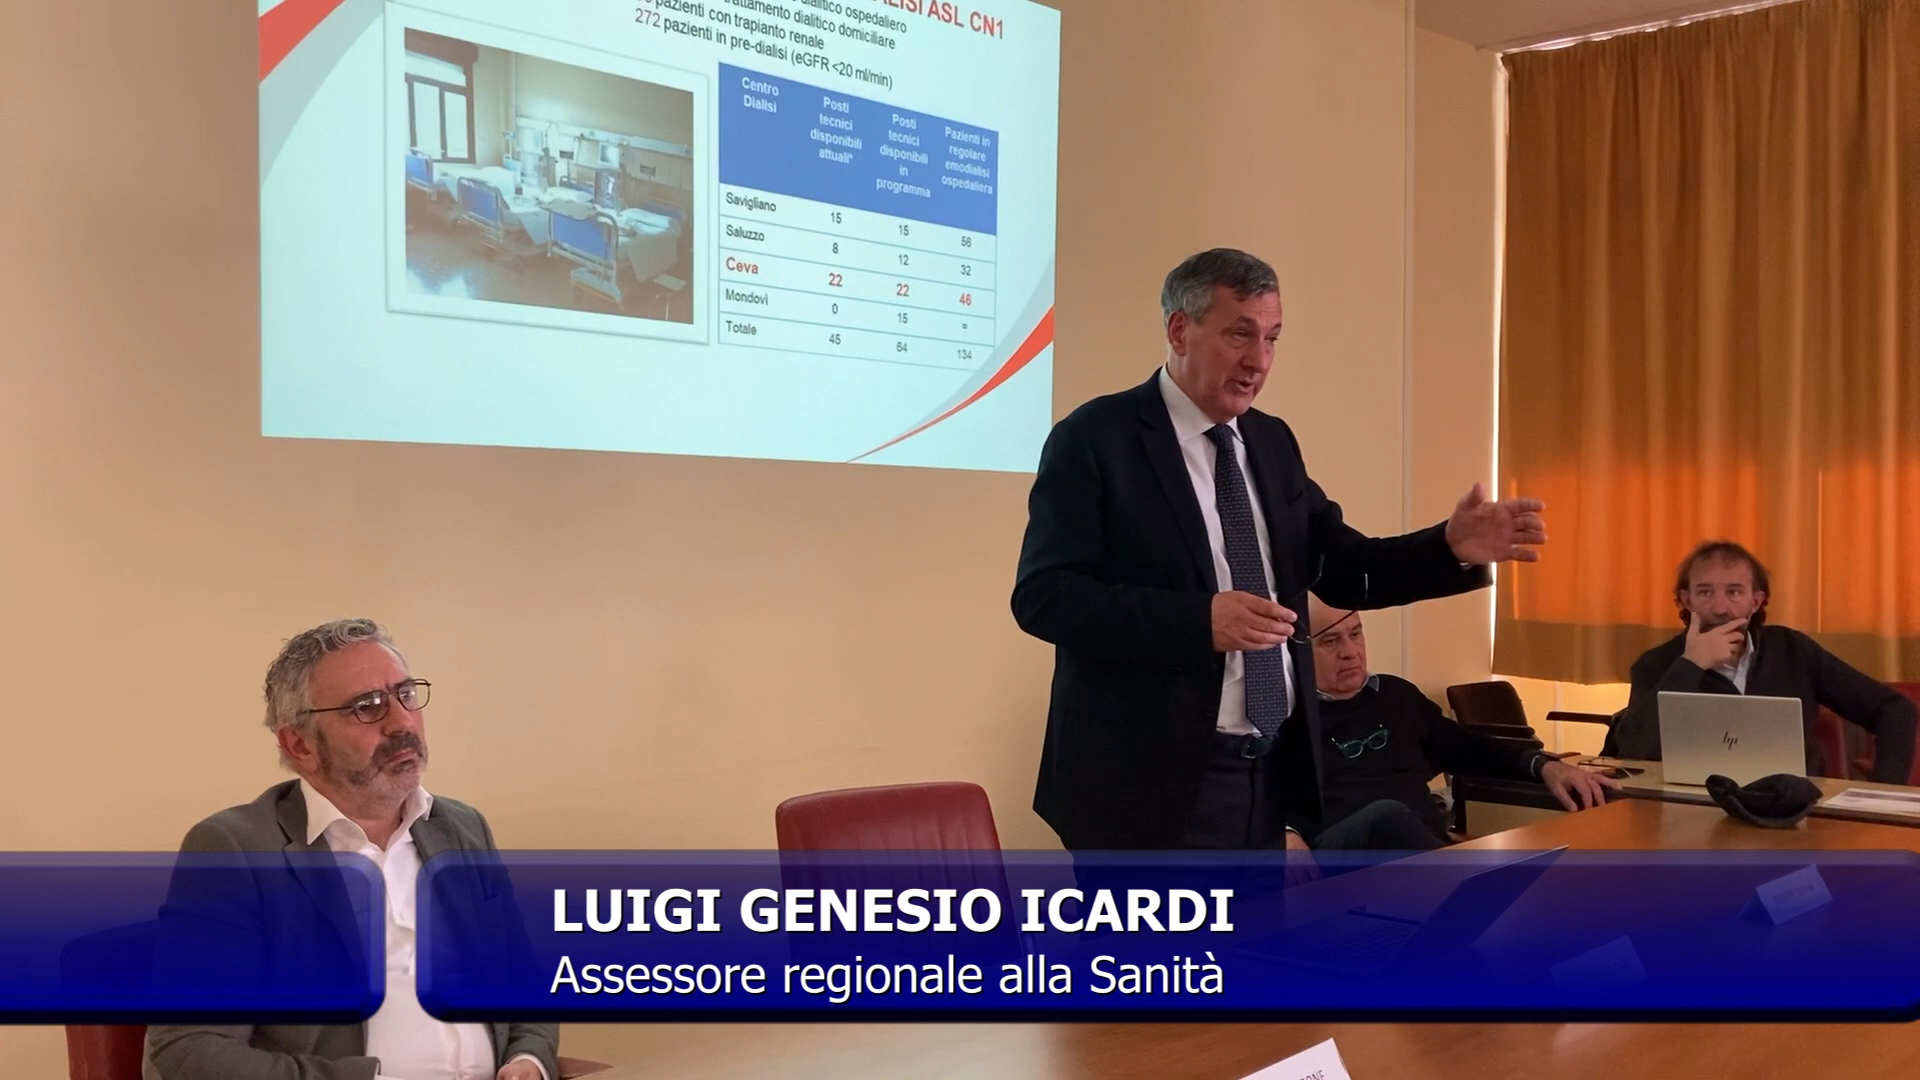 ALISI ASL CN1
dialitico ospedaliero
trattamento dialitico domiciliare
pazienti con trapianto renale
272 pazienti in pre-dialisi (eGFR <20 ml/min)
Centro Dialisi
Posti tecnici disponibili attuali*
Posti tecnici disponibili in programma
Pazienti in regolare emodialisi ospedaliera
Savigliano 15 15 56
Saluzzo 8 12 32
Ceva 22 22 46
Mondovì 0 15 =
Totale 45 64 134
hp
LUIGI GENESIO ICARDI
Assessore regionale alla Sanità